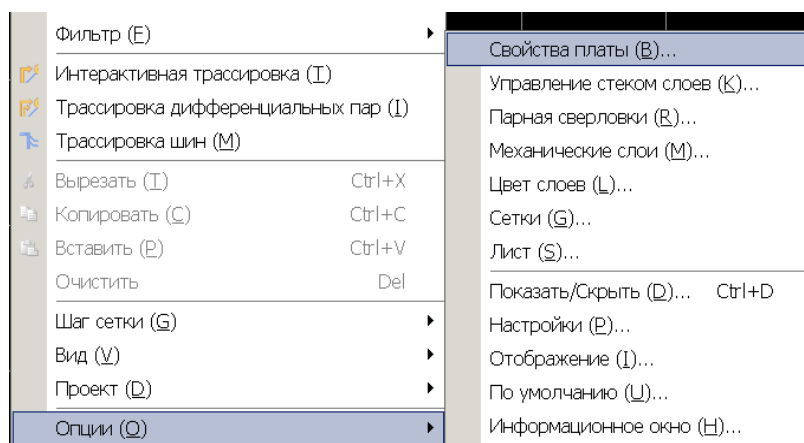 Фильтр (F)
Интерактивная трассировка (T)
Трассировка дифференциальных пар (I)
Трассировка шин (M)
Вырезать (T) Ctrl+X
Копировать (C) Ctrl+C
Вставить (P) Ctrl+V
Очистить Del
Шаг сетки (G)
Вид (V)
Проект (D)
Опции (O)
Свойства платы (B)...
Управление стеком слоев (K)...
Парная сверловки (R)...
Механические слои (M)...
Цвет слоев (L)...
Сетки (G)...
Лист (S)...
Показать/Скрыть (D)... Ctrl+D
Настройки (P)...
Отображение (I)...
По умолчанию (U)...
Информационное окно (H)...